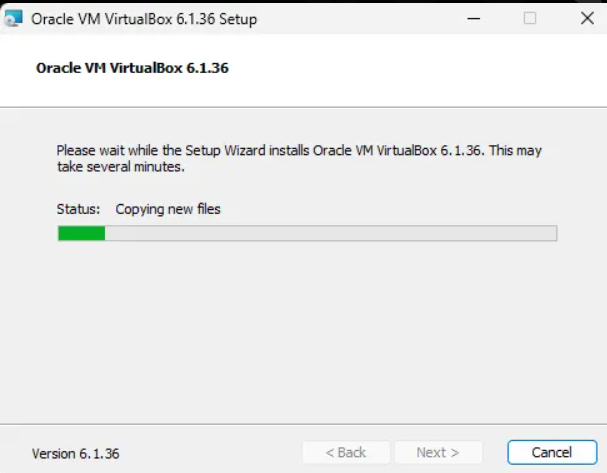 Oracle VM VirtualBox 6.1.36 Setup
Oracle VM VirtualBox 6.1.36
Please wait while the Setup Wizard installs Oracle VM VirtualBox 6.1.36. This may
take several minutes.
Status: Copying new files
Version 6.1.36
< Back
Next >
Cancel